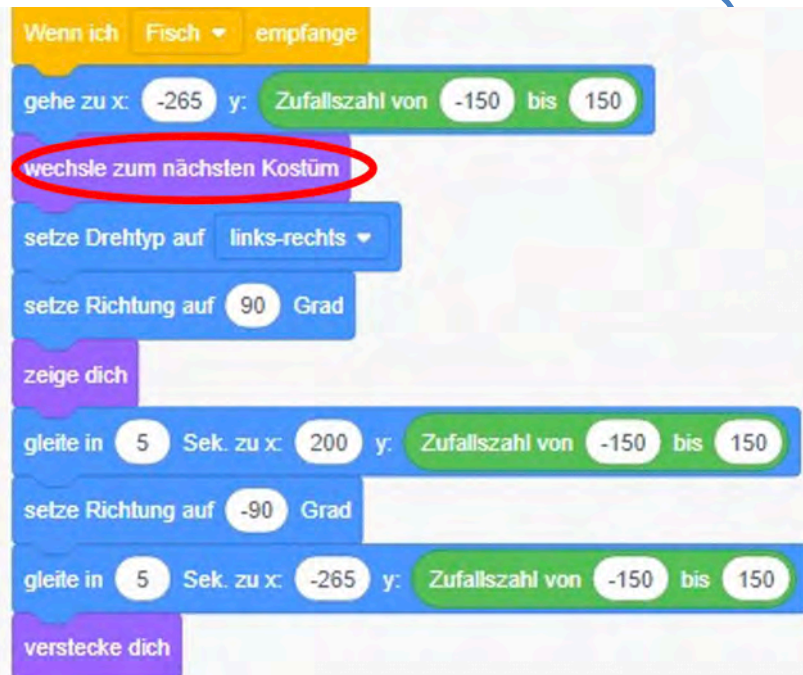 Wenn ich Fisch empfange
gehe zu x: -265 y: Zufallszahl von -150 bis 150
wechsle zum nächsten Kostüm
setze Drehtyp auf links-rechts
setze Richtung auf 90 Grad
zeige dich
gleite in 5 Sek. zu x: 200 y: Zufallszahl von -150 bis 150
setze Richtung auf -90 Grad
gleite in 5 Sek. zu x: -265 y: Zufallszahl von -150 bis 150
verstecke dich